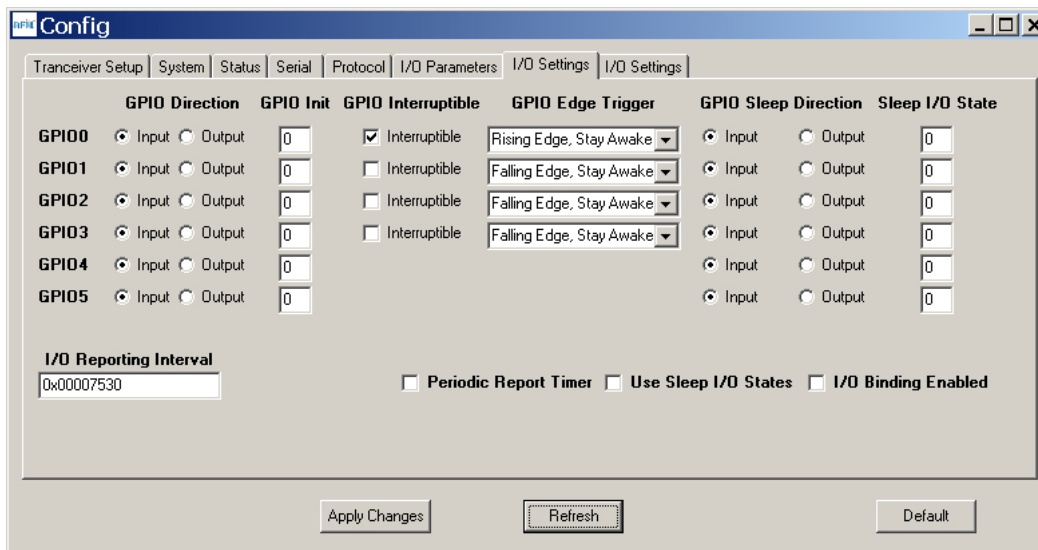 RFM Config
Tranceiver Setup System Status Serial Protocol I/O Parameters I/O Settings I/O Settings
GPIO Direction GPIO Init GPIO Interruptible GPIO Edge Trigger GPIO Sleep Direction Sleep I/O State
GPIO0 Input Output 0 Interruptible Rising Edge, Stay Awake Input Output 0
GPIO1 Input Output 0 Interruptible Falling Edge, Stay Awake Input Output 0
GPIO2 Input Output 0 Interruptible Falling Edge, Stay Awake Input Output 0
GPIO3 Input Output 0 Interruptible Falling Edge, Stay Awake Input Output 0
GPIO4 Input Output 0 Input Output 0
GPIO5 Input Output 0 Input Output 0
I/O Reporting Interval
0x00007530 Periodic Report Timer Use Sleep I/O States I/O Binding Enabled
Apply Changes Refresh Default